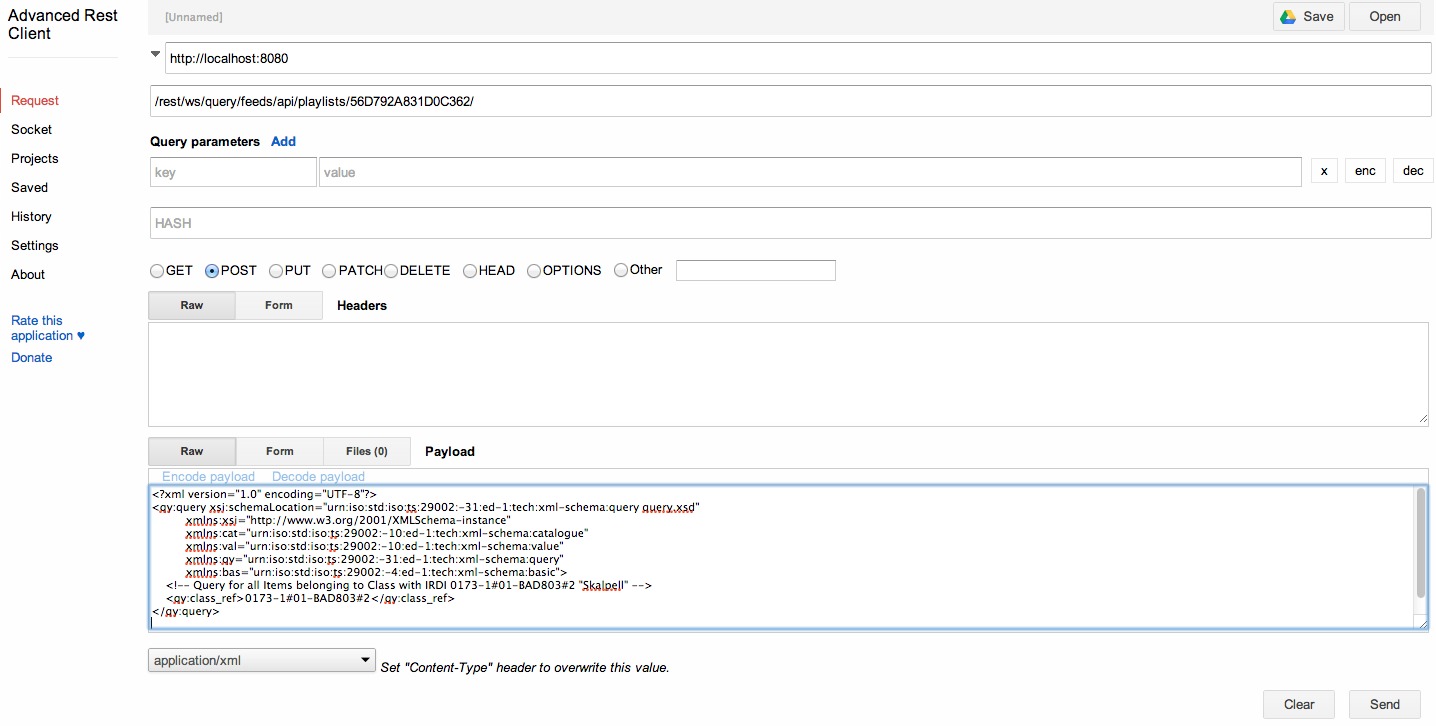 Advanced Rest
Client
[Unnamed]
Save
Open
http://localhost:8080
/rest/ws/query/feeds/api/playlists/56D792A831D0C362/
Request
Socket
Projects
Saved
History
Settings
About
Rate this
application ♥
Donate
Query parameters Add
key
value
x
enc
dec
HASH
GET POST PUT PATCH DELETE HEAD OPTIONS Other
Raw Form Headers
Raw Form Files (0) Payload
Encode payload Decode payload
<?xml version="1.0" encoding="UTF-8"?>
<qy:query xsi:schemaLocation="urn:iso:std:iso:ts:29002:-31:ed-1:tech:xml-schema:query query.xsd"
xmlns:xsi="http://www.w3.org/2001/XMLSchema-instance"
xmlns:cat="urn:iso:std:iso:ts:29002:-10:ed-1:tech:xml-schema:catalogue"
xmlns:val="urn:iso:std:iso:ts:29002:-10:ed-1:tech:xml-schema:value"
xmlns:qy="urn:iso:std:iso:ts:29002:-31:ed-1:tech:xml-schema:query"
xmlns:bas="urn:iso:std:iso:ts:29002:-4:ed-1:tech:xml-schema:basic">
<!-- Query for all Items belonging to Class with IRDI 0173-1#01-BAD803#2 "Skalpell" -->
<qy:class_ref>0173-1#01-BAD803#2</qy:class_ref>
</qy:query>
application/xml
Set "Content-Type" header to overwrite this value.
Clear
Send